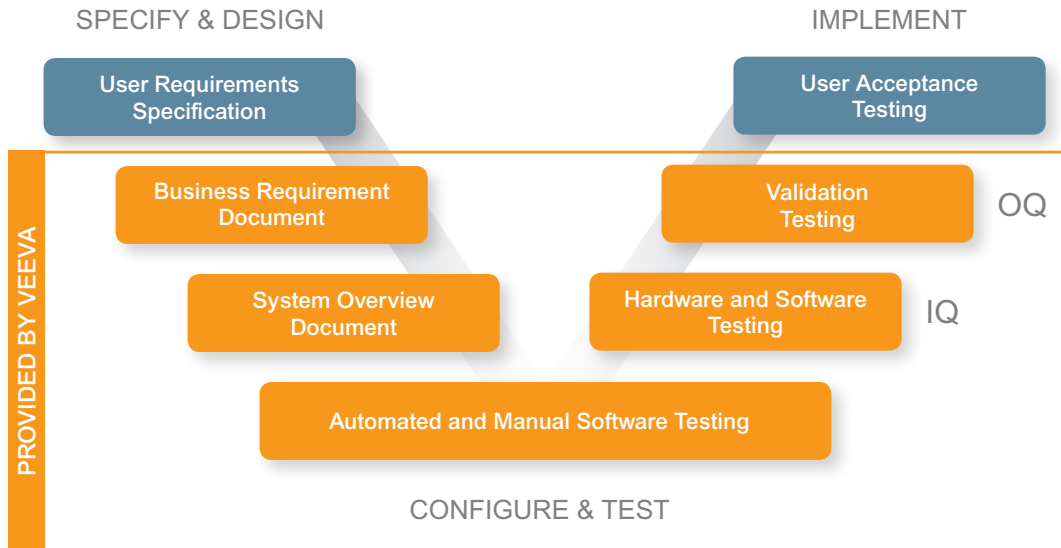 SPECIFY & DESIGN
IMPLEMENT
User Requirements
Specification
User Acceptance
Testing
PROVIDED BY VEEVA
Business Requirement
Document
Validation
Testing
OQ
System Overview
Document
Hardware and Software
Testing
IQ
Automated and Manual Software Testing
CONFIGURE & TEST